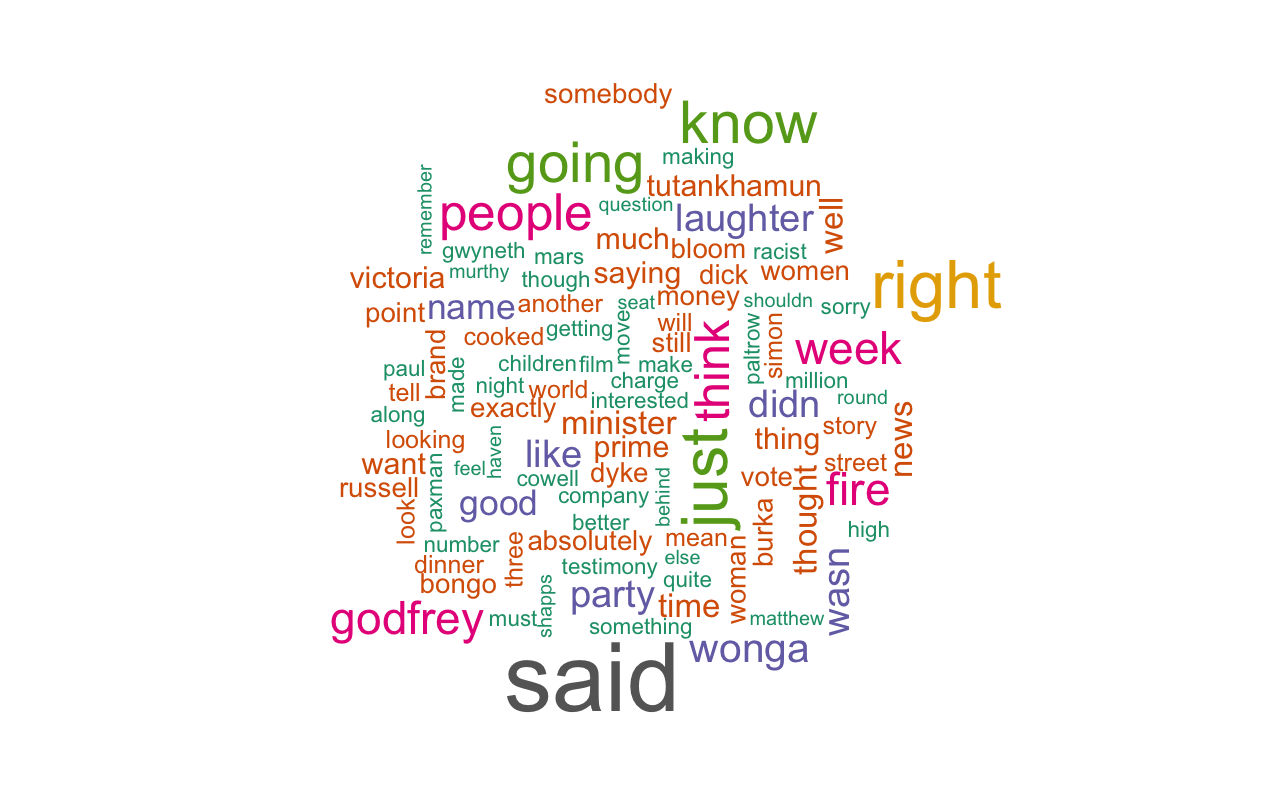 somebody
know
making
going
tutankhamun
remember
people
question
laughter
well
much
bloom
racist
gwyneth
mars
murthy
though
victoria
saying
dick
women
right
name
another
seat
money
shouldn
sorry
point
move
will
simon
paltrow
brand
cooked
getting
still
think
week
paul
made
children
film
make
million
tell
night
world
charge
interested
didn
round
along
exactly
minister
story
news
looking
haven
like
prime
just
thing
want
feel
cowell
dyke
vote
street
russell
paxman
look
good
company
behind
thought
fire
better
burka
high
number
three
absolutely
mean
woman
dinner
testimony
else
bongo
shapps
quite
wasn
godfrey
must
party
time
matthew
something
wonga
said